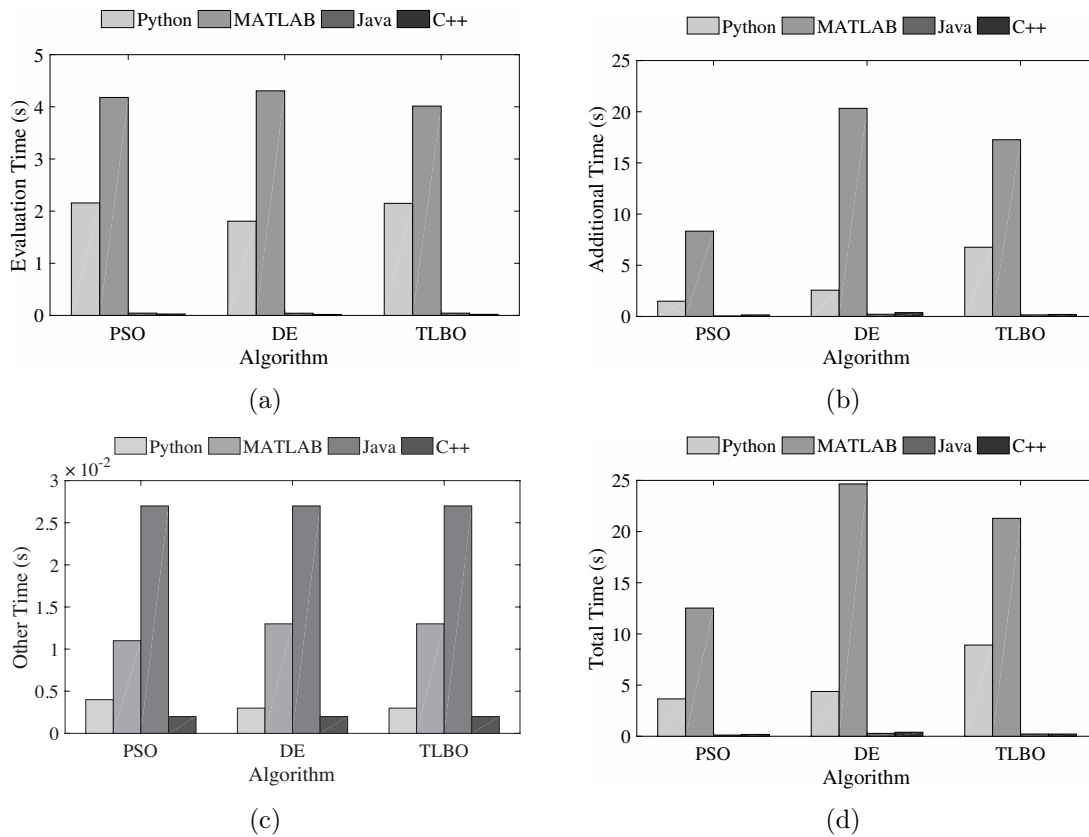 Python MATLAB Java C++
5
4
3
2
1
0
Evaluation Time (s)
PSO DE TLBO
Algorithm
(a)
Python MATLAB Java C++
25
20
15
10
5
0
Additional Time (s)
PSO DE TLBO
Algorithm
(b)
Python MATLAB Java C++
× 10⁻²
3
2.5
2
1.5
1
0.5
0
Other Time (s)
PSO DE TLBO
Algorithm
(c)
Python MATLAB Java C++
25
20
15
10
5
0
Total Time (s)
PSO DE TLBO
Algorithm
(d)